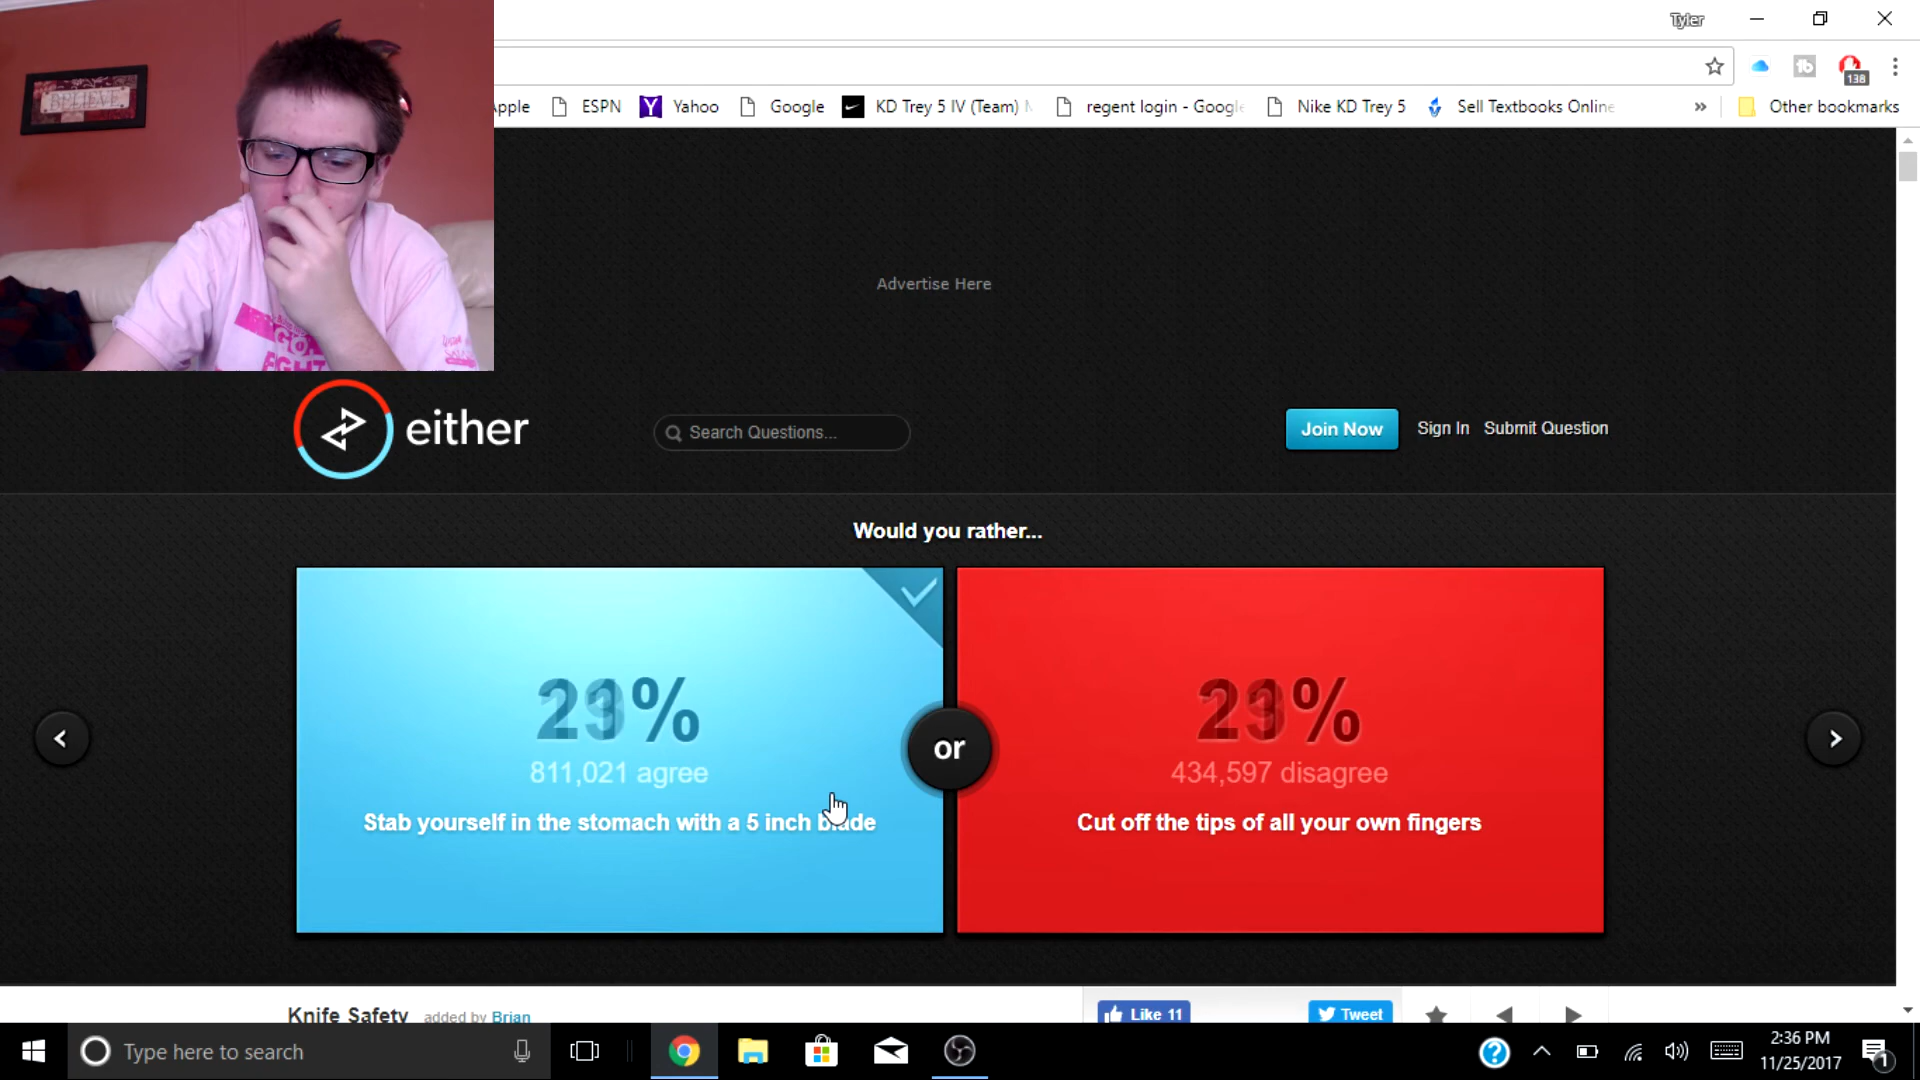 Tyler
138
Apple
ESPN
Yahoo
Google
KD Trey 5 IV (Team)
regent login - Google
Nike KD Trey 5
Sell Textbooks Online
»
Other bookmarks
BELIEVE
Advertise Here
either
Search Questions...
Join Now
Sign In
Submit Question
Would you rather...
%
811,021 agree
Stab yourself in the stomach with a 5 inch blade
or
%
434,597 disagree
Cut off the tips of all your own fingers
Knife Safety
added by Brian
Like 11
Tweet
Type here to search
2:36 PM
11/25/2017
1